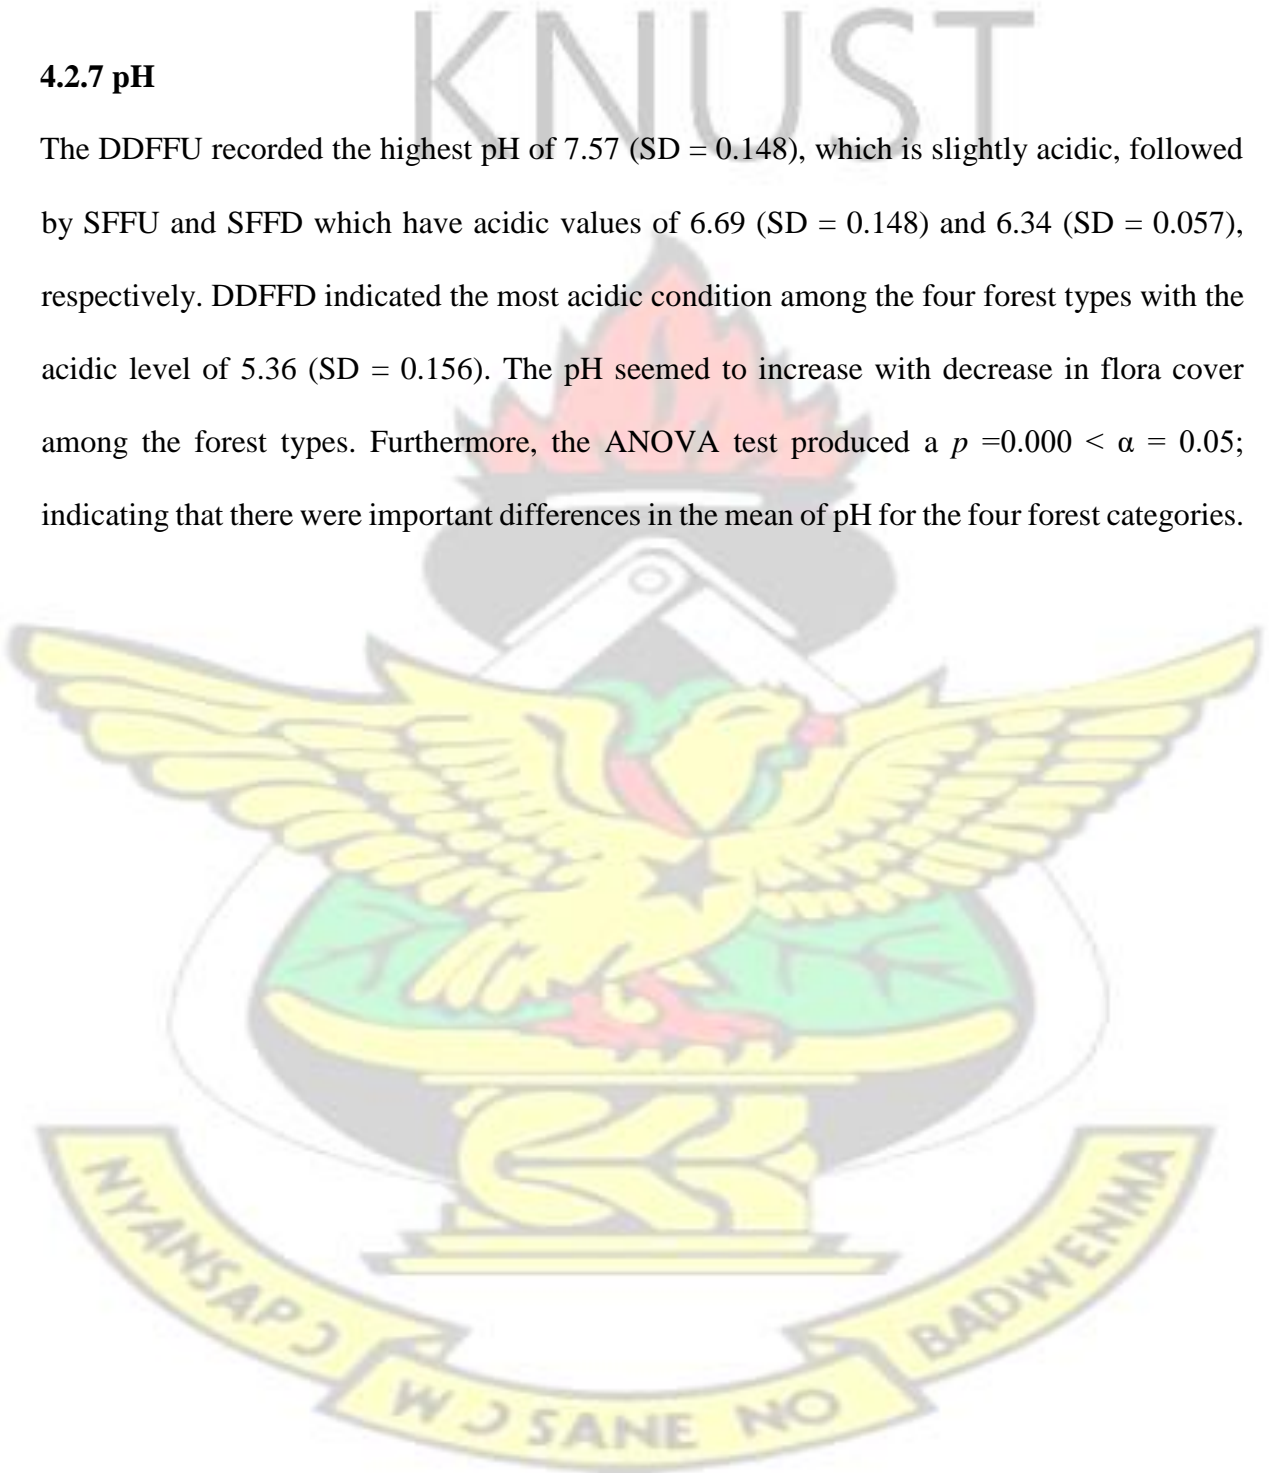 KNUST
4.2.7 pH
The DDFFU recorded the highest pH of 7.57 (SD = 0.148), which is slightly acidic, followed
by SFFU and SFFD which have acidic values of 6.69 (SD = 0.148) and 6.34 (SD = 0.057),
respectively. DDFFD indicated the most acidic condition among the four forest types with the
acidic level of 5.36 (SD = 0.156). The pH seemed to increase with decrease in flora cover
among the forest types. Furthermore, the ANOVA test produced a p =0.000 < α = 0.05;
indicating that there were important differences in the mean of pH for the four forest categories.
NYANSAPƆ
WƆSANE NO
BADWENMA